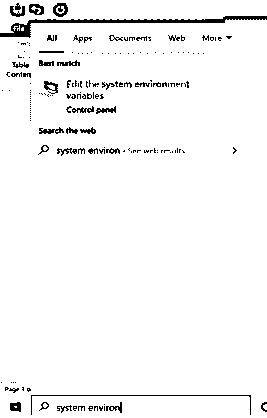 File
All Apps Documents Web More
Best match
Table
Edit the system environment
variables
Conten
Control panel
Search the web
system environ - See web results
Page 1 o
system environ